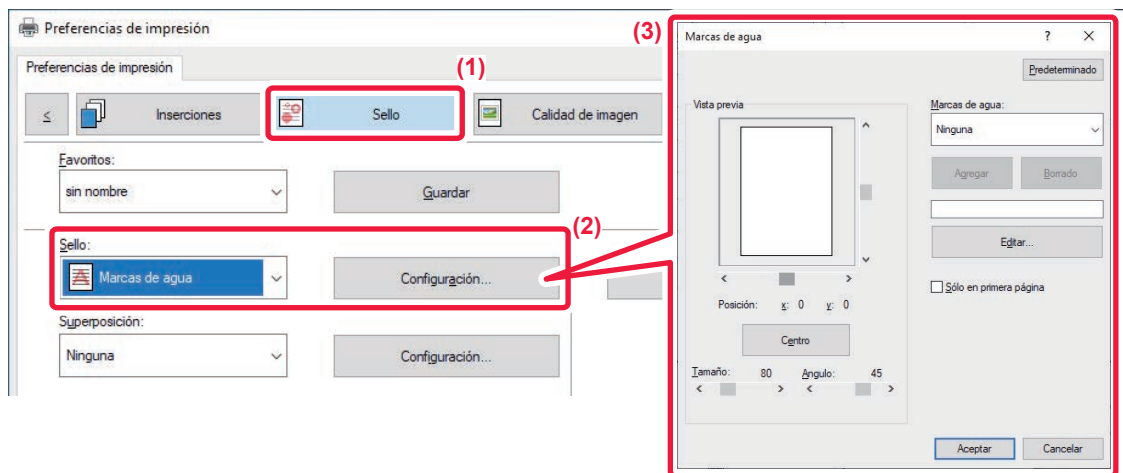 Preferencias de impresión
Preferencias de impresión
(1)
≤ Inserciones Sello Calidad de imagen
Favoritos:
sin nombre Guardar
(2)
Sello:
Marcas de agua Configuración...
Superposición:
Ninguna Configuración...
(3)
Marcas de agua ? X
Predeterminado
Vista previa
Marcas de agua:
Ninguna
Agregar Borrado
Editar...
Sólo en primera página
Posición: x: 0 y: 0
Centro
Tamaño: 80 Angulo: 45
< > < >
Aceptar Cancelar